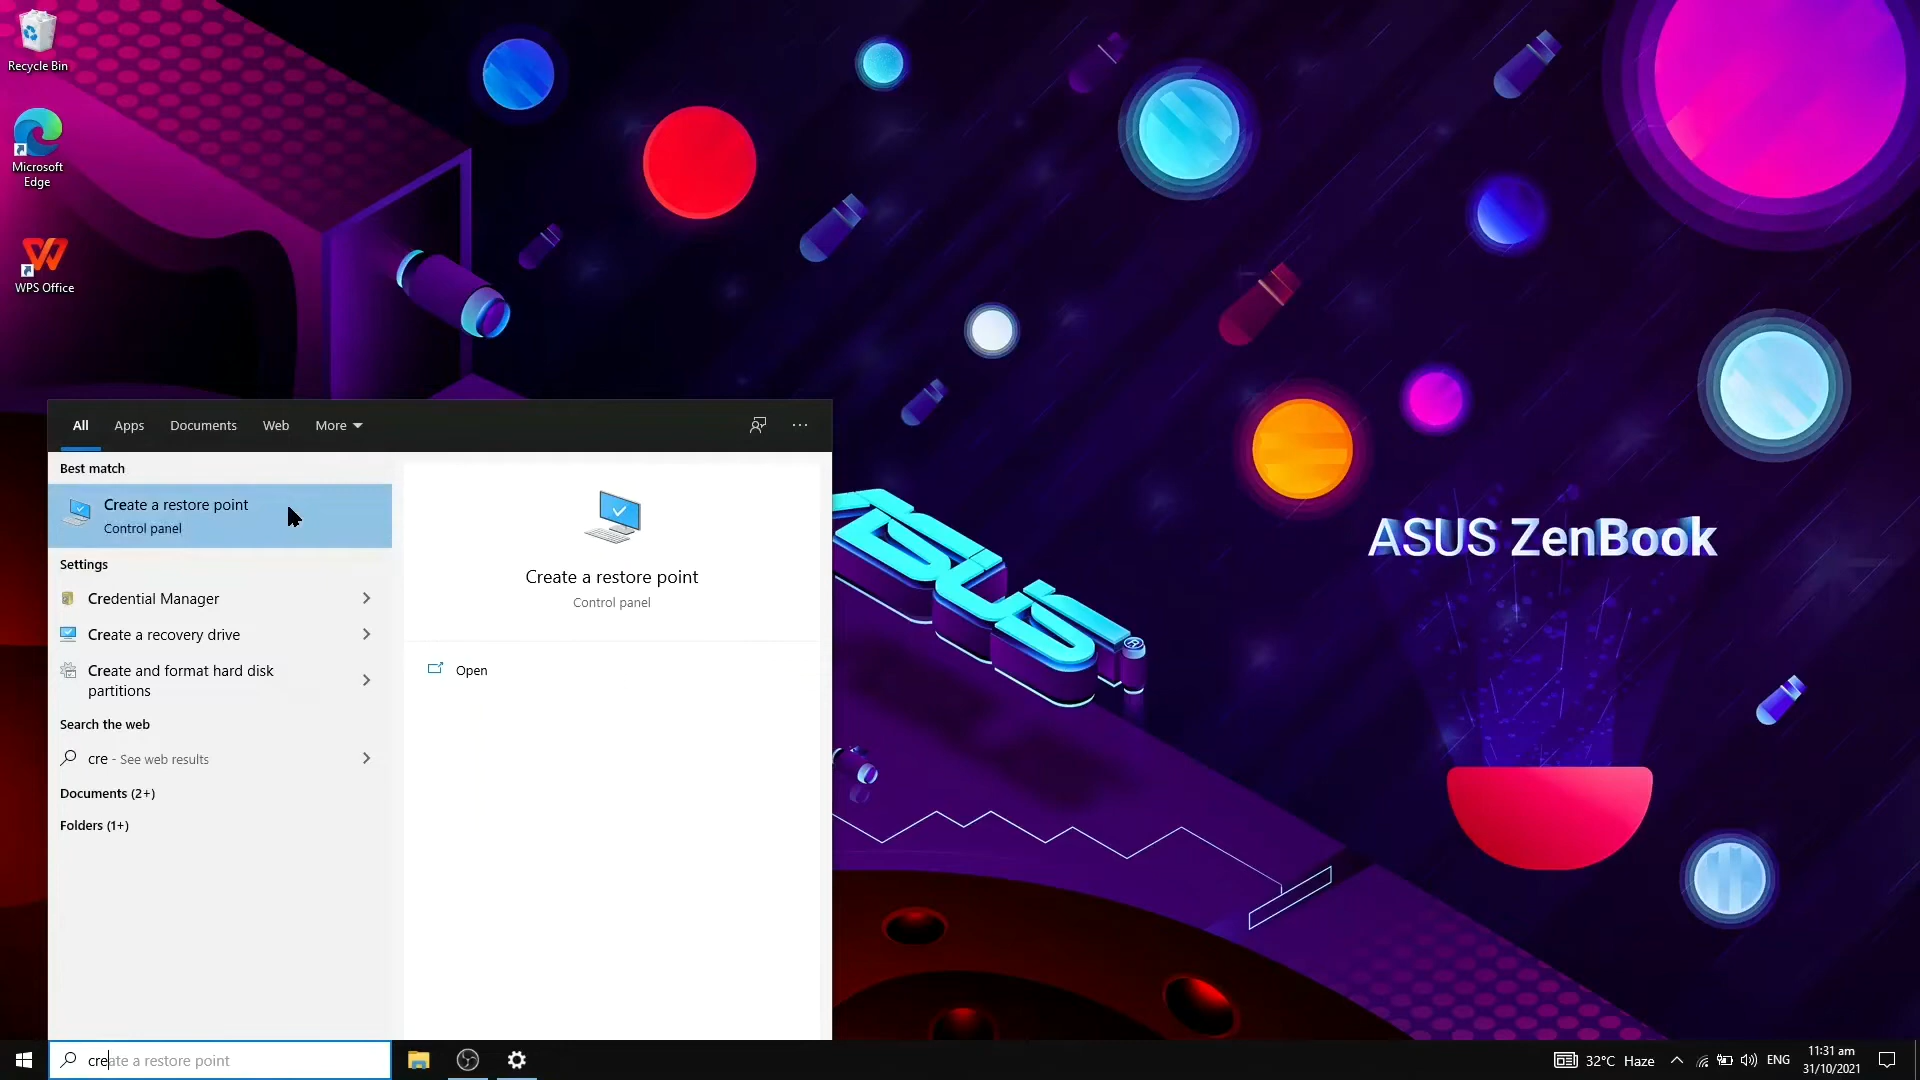 Recycle Bin
Microsoft
Edge
WPS Office
ASUS
ASUS ZenBook
All
Apps
Documents
Web
More
Best match
Create a restore point
Control panel
Settings
Credential Manager
Create a recovery drive
Create and format hard disk
partitions
Search the web
cre - See web results
Documents (2+)
Folders (1+)
Create a restore point
Control panel
Open
create a restore point
32°C Haze
ENG
11:31 am
31/10/2021